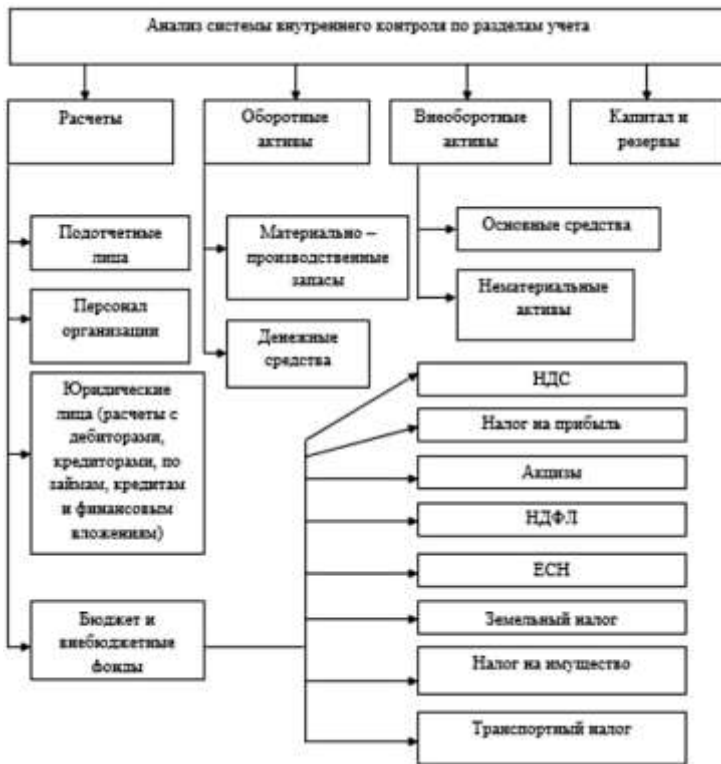 Анализ системы внутреннего контроля по разделам учета
Расчеты
Оборотные
активы
Внеоборотные
активы
Капитал и
резервы
Подотчетные
лица
Персонал
организации
Юридические
лица (расчеты с
дебиторами,
кредиторами, по
займам, кредитам
и финансовым
вложениям)
Бюджет и
внебюджетные
фонды
Материально –
производственные
запасы
Денежные
средства
Основные средства
Нематериальные
активы
НДС
Налог на прибыль
Акцизы
НДФЛ
ЕСН
Земельный налог
Налог на имущество
Транспортный налог